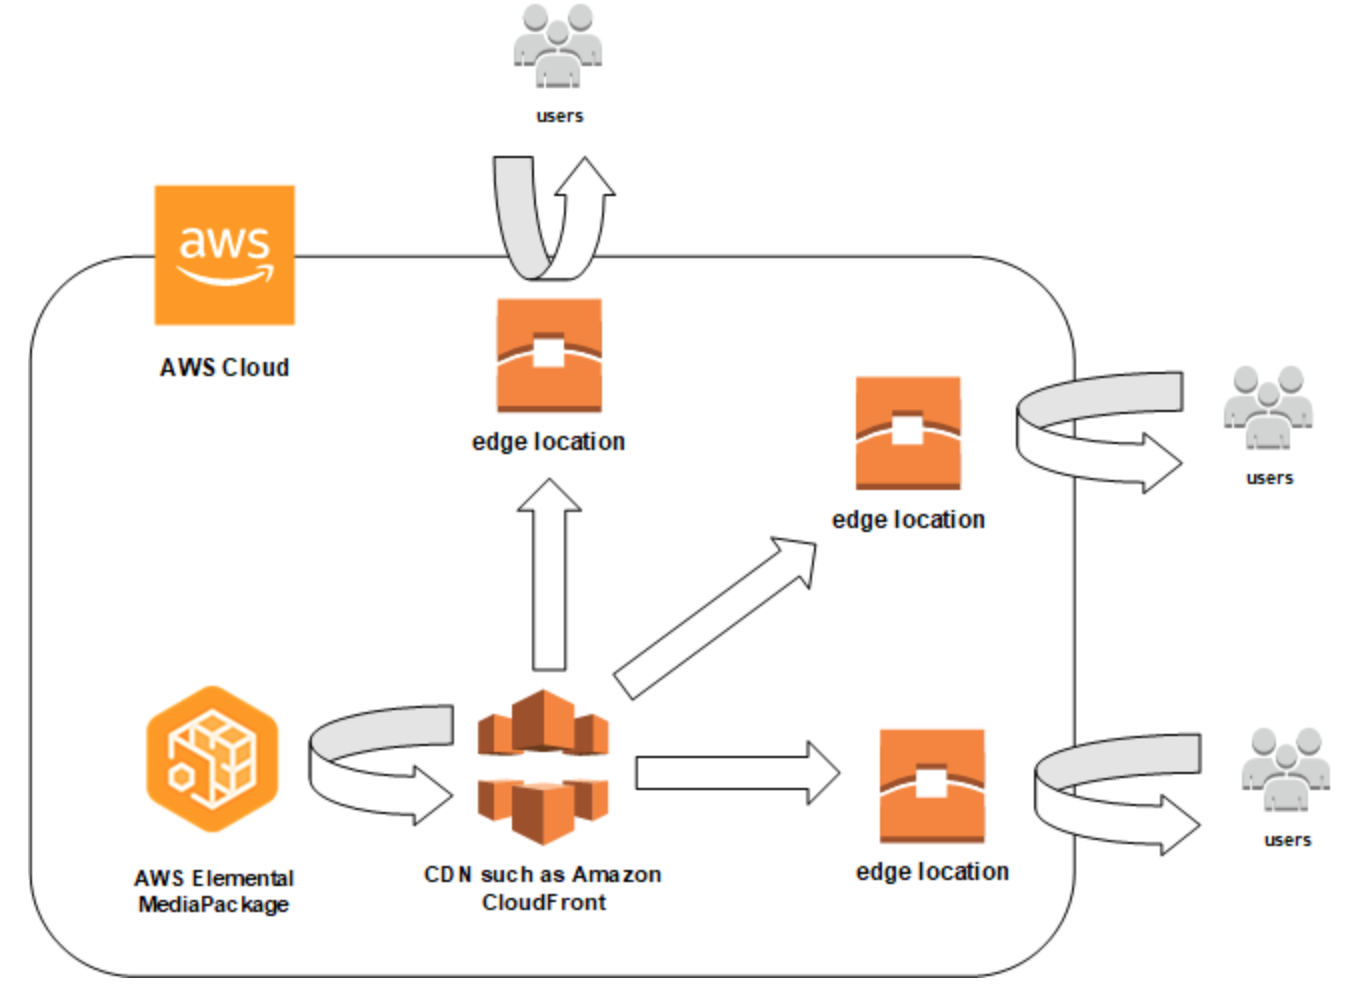 users
aws
AWS Cloud
edge location
users
edge location
AWS Elemental
MediaPackage
CDN such as Amazon
CloudFront
edge location
users